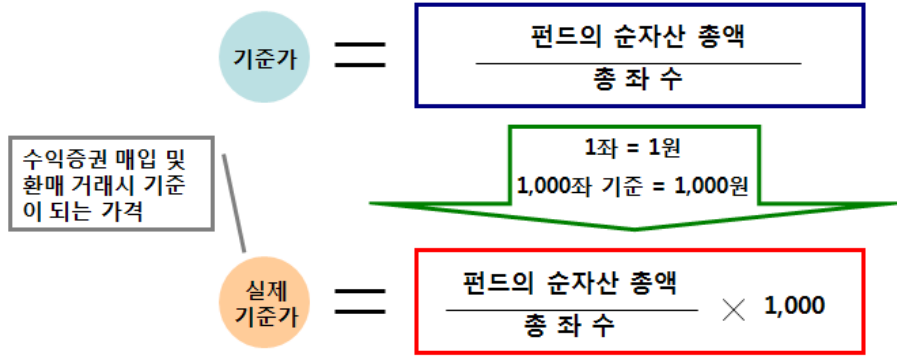 기준가
=
펀드의 순자산 총액
총 좌 수
수익증권 매입 및
환매 거래시 기준
이 되는 가격
1좌 = 1원
1,000좌 기준 = 1,000원
실제
기준가
=
펀드의 순자산 총액
총 좌 수
× 1,000